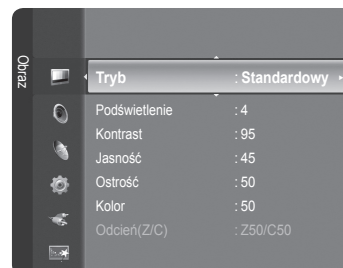 Obraz
Tryb : Standardowy
Podświetlenie : 4
Kontrast : 95
Jasność : 45
Ostrość : 50
Kolor : 50
Odcień(Z/C) : Z50/C50